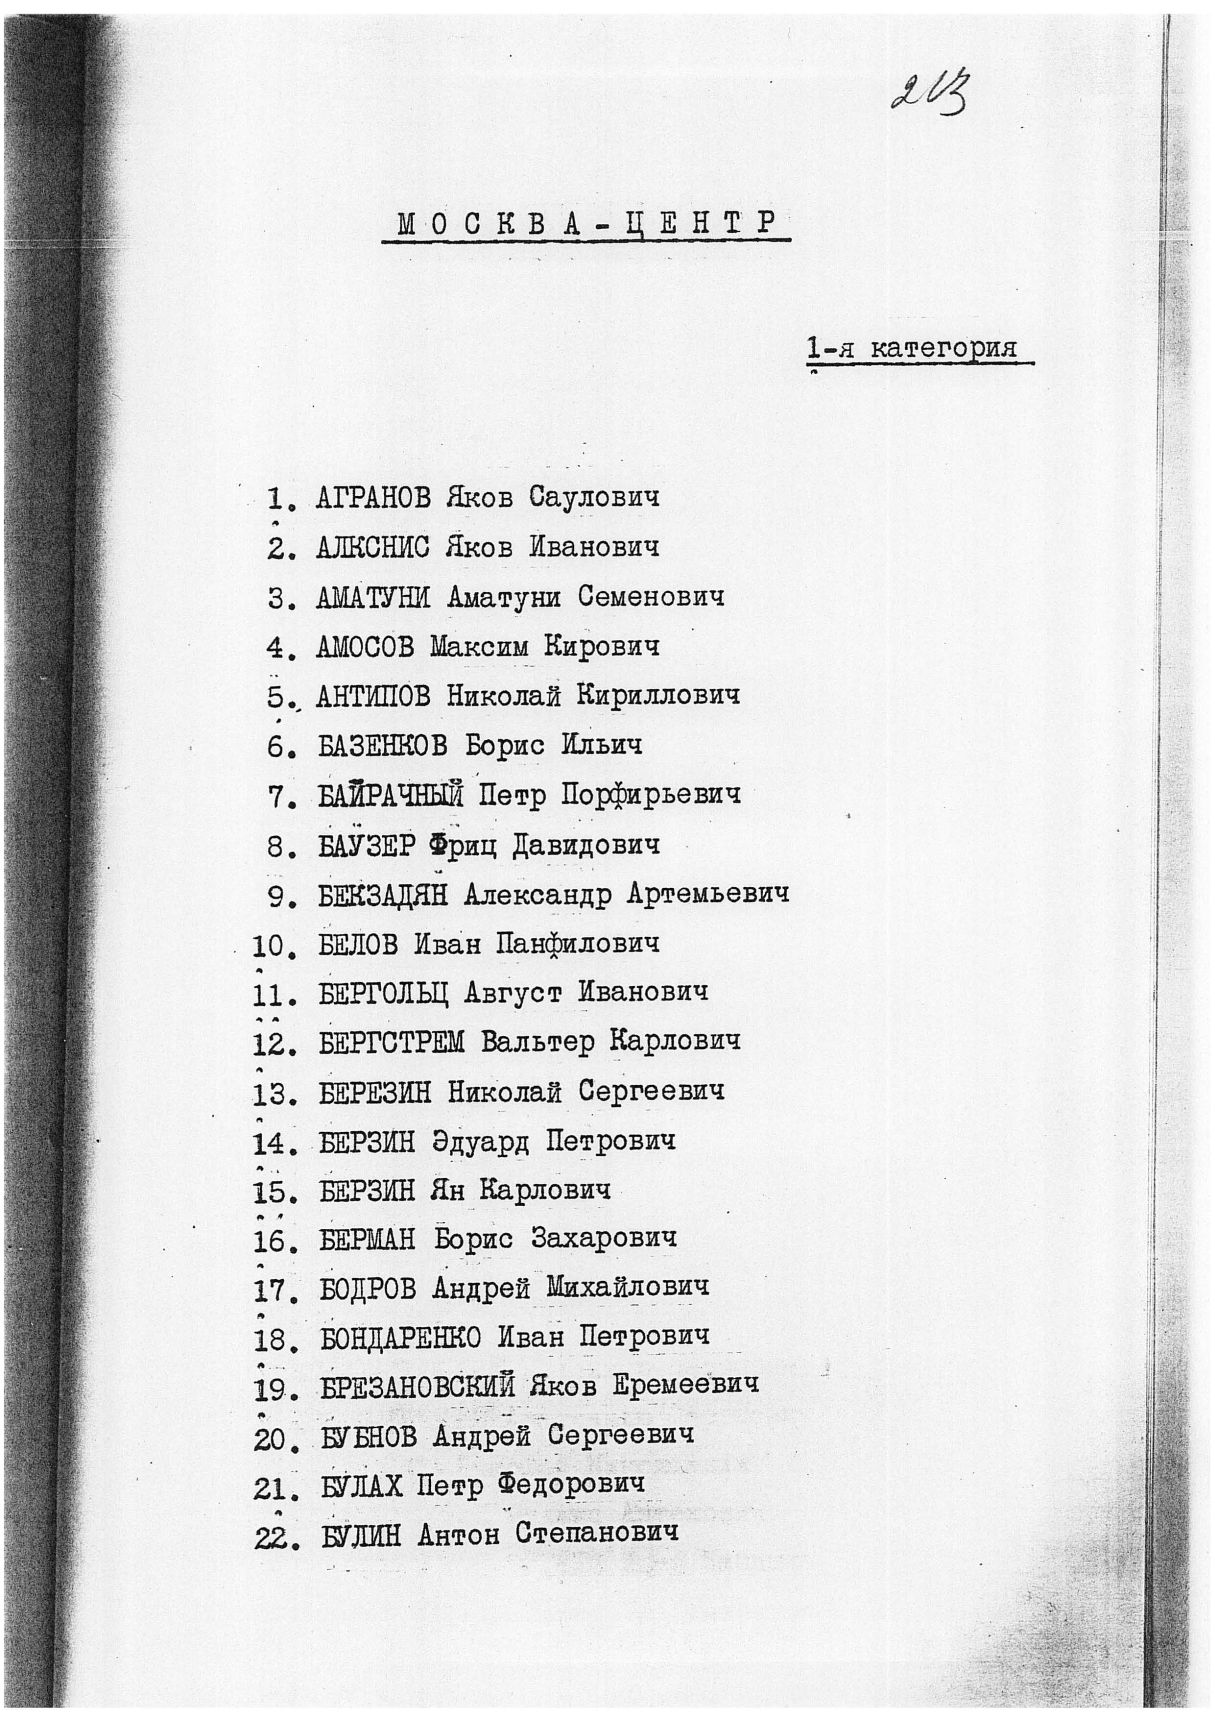 213
МОСКВА-ЦЕНТР
1-я категория
1. АГРАНОВ Яков Саулович
2. АЛКСНИС Яков Иванович
3. АМАТУНИ Аматуни Семенович
4. АМОСОВ Максим Кирович
5. АНТИПОВ Николай Кириллович
6. БАЗЕНКОВ Борис Ильич
7. БАЙРАЧНЫЙ Петр Порфирьевич
8. БАУЗЕР Фриц Давидович
9. БЕКЗАДЯН Александр Артемьевич
10. БЕЛОВ Иван Панфилович
11. БЕРГОЛЬЦ Август Иванович
12. БЕРГСТРЕМ Вальтер Карлович
13. БЕРЕЗИН Николай Сергеевич
14. БЕРЗИН Эдуард Петрович
15. БЕРЗИН Ян Карлович
16. БЕРМАН Борис Захарович
17. БОДРОВ Андрей Михайлович
18. БОНДАРЕНКО Иван Петрович
19. БРЕЗАНОВСКИЙ Яков Еремеевич
20. БУБНОВ Андрей Сергеевич
21. БУЛАХ Петр Федорович
22. БУЛИН Антон Степанович